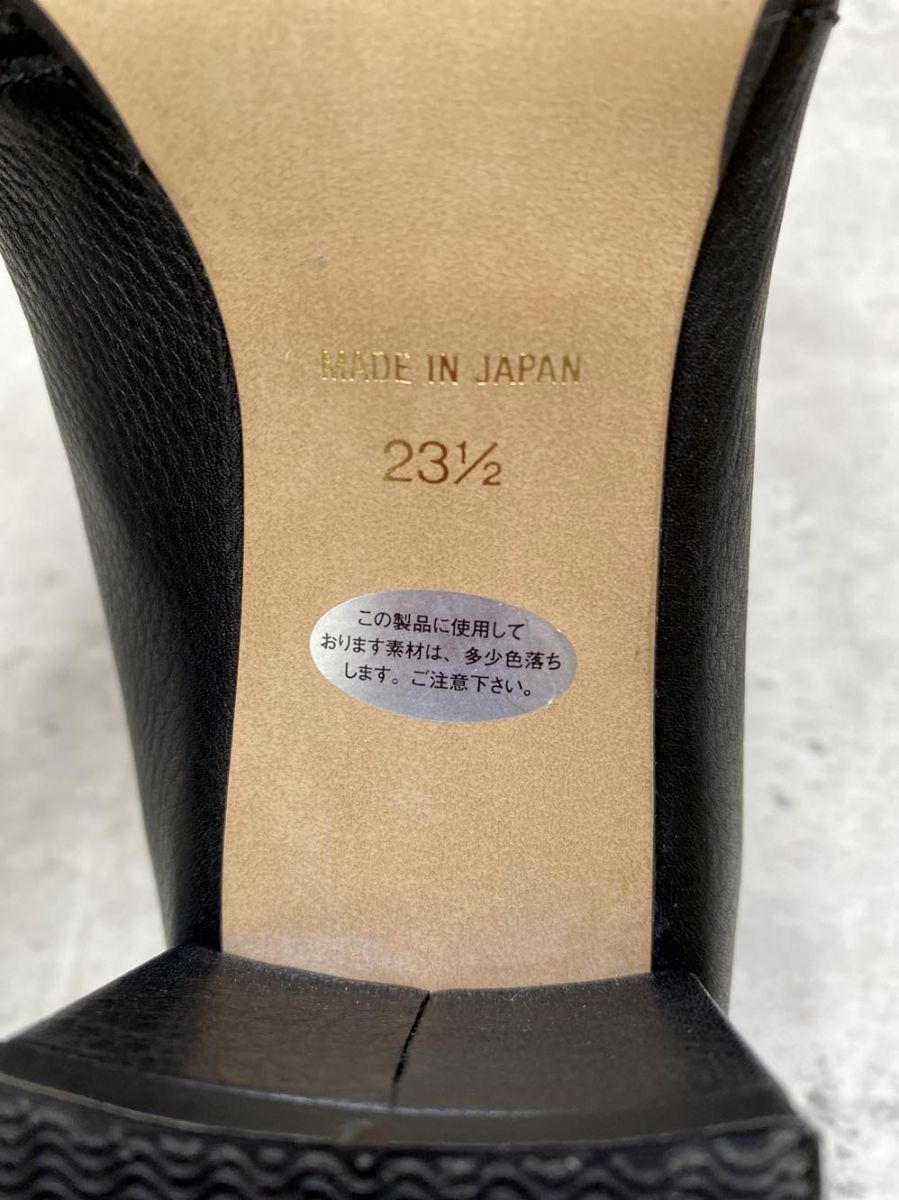 MADE IN JAPAN
23½
この製品に使用して
おります素材は、多少色落ち
します。ご注意下さい。